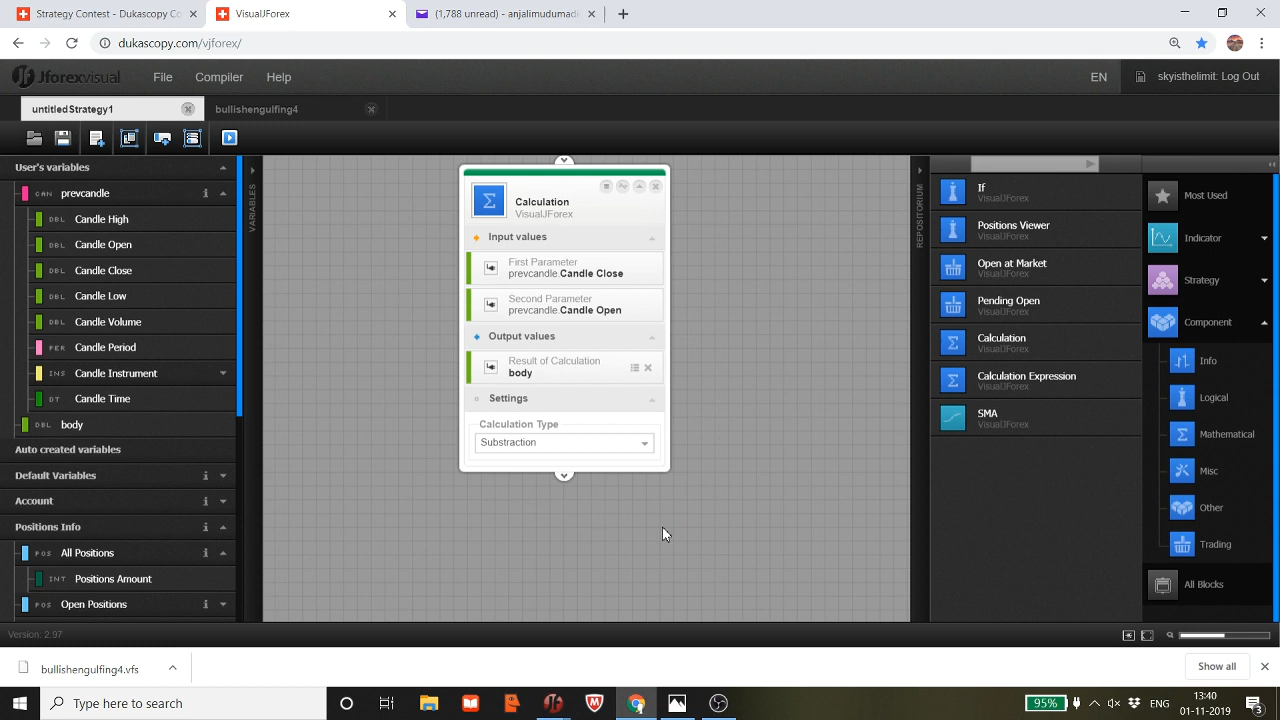 Strategy Contest - Dukascopy Con
VisualJForex
(1,788 unread) - anjalimudumadi
dukascopy.com/vjforex/
Jforexvisual
File
Compiler
Help
EN
skyisthelimit: Log Out
untitledStrategy1
bullishengulfing4
User's variables
CAN prevcandle
DBL Candle High
DBL Candle Open
DBL Candle Close
DBL Candle Low
DBL Candle Volume
PER Candle Period
INS Candle Instrument
DT Candle Time
DBL body
Auto created variables
Default Variables
Account
Positions Info
POS All Positions
INT Positions Amount
POS Open Positions
VARIABLES
Calculation
VisualJForex
Input values
First Parameter
prevcandle.Candle Close
Second Parameter
prevcandle.Candle Open
Output values
Result of Calculation
body
Settings
Calculation Type
Substraction
REPOSITORIUM
If
VisualJForex
Positions Viewer
VisualJForex
Open at Market
VisualJForex
Pending Open
VisualJForex
Calculation
VisualJForex
Calculation Expression
VisualJForex
SMA
VisualJForex
Most Used
Indicator
Strategy
Component
Info
Logical
Mathematical
Misc
Other
Trading
All Blocks
Version: 2.97
bullishengulfing4.vfs
Show all
Type here to search
95%
ENG
13:40
01-11-2019
3